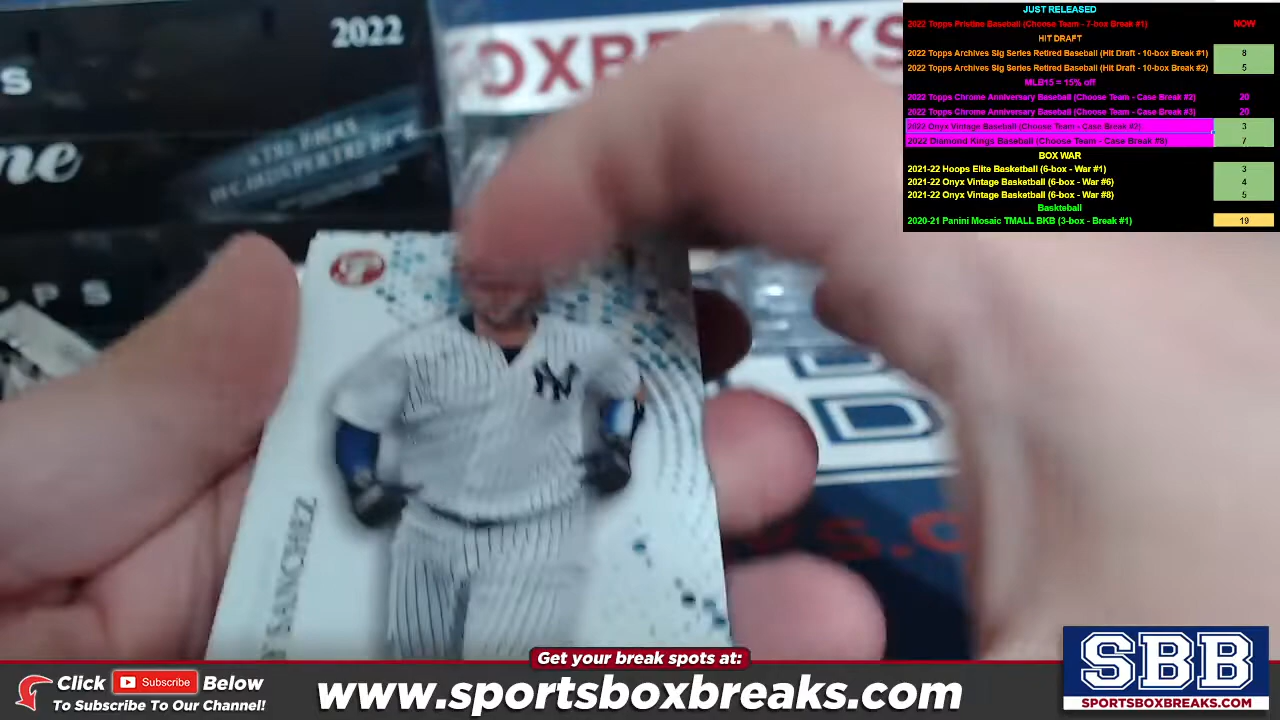 2022
S
BOXBREAKS
me
OPPS
NY
Y SANCHEZ
JUST RELEASED
2022 Topps Pristine Baseball (Choose Team - 7-box Break #1) NOW
HIT DRAFT
2022 Topps Archives Sig Series Retired Baseball (Hit Draft - 10-box Break #1) 8
2022 Topps Archives Sig Series Retired Baseball (Hit Draft - 10-box Break #2) 5
MLB15 = 15% off
2022 Topps Chrome Anniversary Baseball (Choose Team - Case Break #2) 20
2022 Topps Chrome Anniversary Baseball (Choose Team - Case Break #3) 20
2022 Onyx Vintage Baseball (Choose Team - Case Break #2) 3
2022 Diamond Kings Baseball (Choose Team - Case Break #8) 7
BOX WAR
2021-22 Hoops Elite Basketball (6-box - War #1) 3
2021-22 Onyx Vintage Basketball (6-box - War #6) 4
2021-22 Onyx Vintage Basketball (6-box - War #8) 5
Baskteball
2020-21 Panini Mosaic TMALL BKB (3-box - Break #1) 19
Get your break spots at:
Click Subscribe Below
To Subscribe To Our Channel!
www.sportsboxbreaks.com
SBB
SPORTSBOXBREAKS.COM